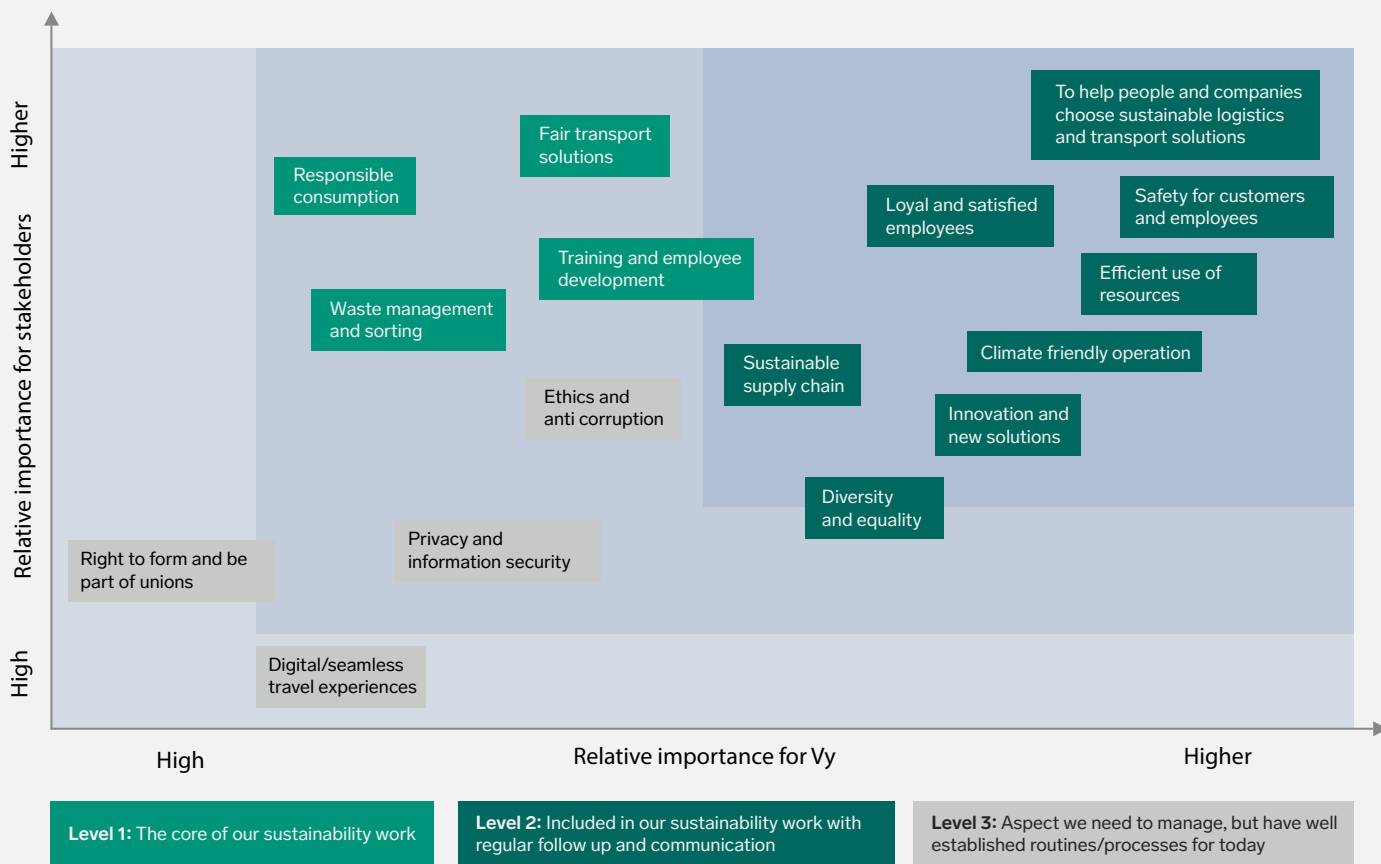 Higher
Relative importance for stakeholders
High
To help people and companies
choose sustainable logistics
and transport solutions
Fair transport
solutions
Responsible
consumption
Loyal and satisfied
employees
Safety for customers
and employees
Training and employee
development
Efficient use of
resources
Waste management
and sorting
Climate friendly operation
Sustainable
supply chain
Ethics and
anti corruption
Innovation and
new solutions
Diversity
and equality
Privacy and
information security
Right to form and be
part of unions
Digital/seamless
travel experiences
High
Relative importance for Vy
Higher
Level 1: The core of our sustainability work
Level 2: Included in our sustainability work with
regular follow up and communication
Level 3: Aspect we need to manage, but have well
established routines/processes for today